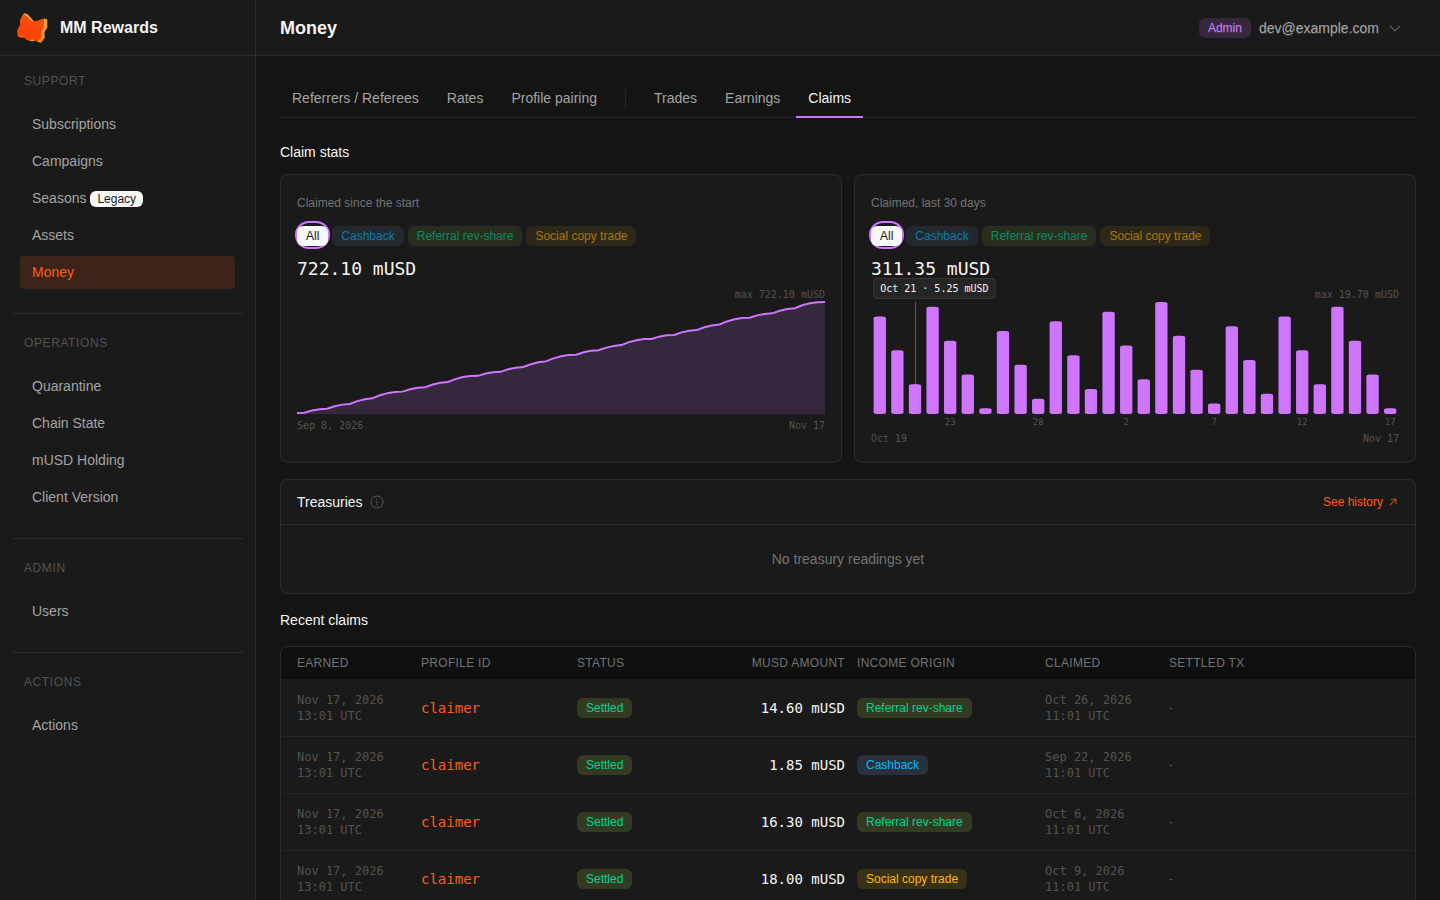 MM Rewards
Money
Admin dev@example.com
SUPPORT
Subscriptions
Campaigns
Seasons Legacy
Assets
Money
OPERATIONS
Quarantine
Chain State
mUSD Holding
Client Version
ADMIN
Users
ACTIONS
Actions
Referrers / Referees Rates Profile pairing Trades Earnings Claims
Claim stats
Claimed since the start
All Cashback Referral rev-share Social copy trade
722.10 mUSD
max 722.10 mUSD
Sep 8, 2026 Nov 17
Claimed, last 30 days
All Cashback Referral rev-share Social copy trade
311.35 mUSD
Oct 21 · 5.25 mUSD
max 19.70 mUSD
23 28 2 7 12 17
Oct 19 Nov 17
Treasuries See history
No treasury readings yet
Recent claims
EARNED PROFILE ID STATUS MUSD AMOUNT INCOME ORIGIN CLAIMED SETTLED TX
Nov 17, 2026 Oct 26, 2026
claimer Settled 14.60 mUSD Referral rev-share -
13:01 UTC 11:01 UTC
Nov 17, 2026 Sep 22, 2026
claimer Settled 1.85 mUSD Cashback -
13:01 UTC 11:01 UTC
Nov 17, 2026 Oct 6, 2026
claimer Settled 16.30 mUSD Referral rev-share -
13:01 UTC 11:01 UTC
Nov 17, 2026 Oct 9, 2026
claimer Settled 18.00 mUSD Social copy trade -
13:01 UTC 11:01 UTC